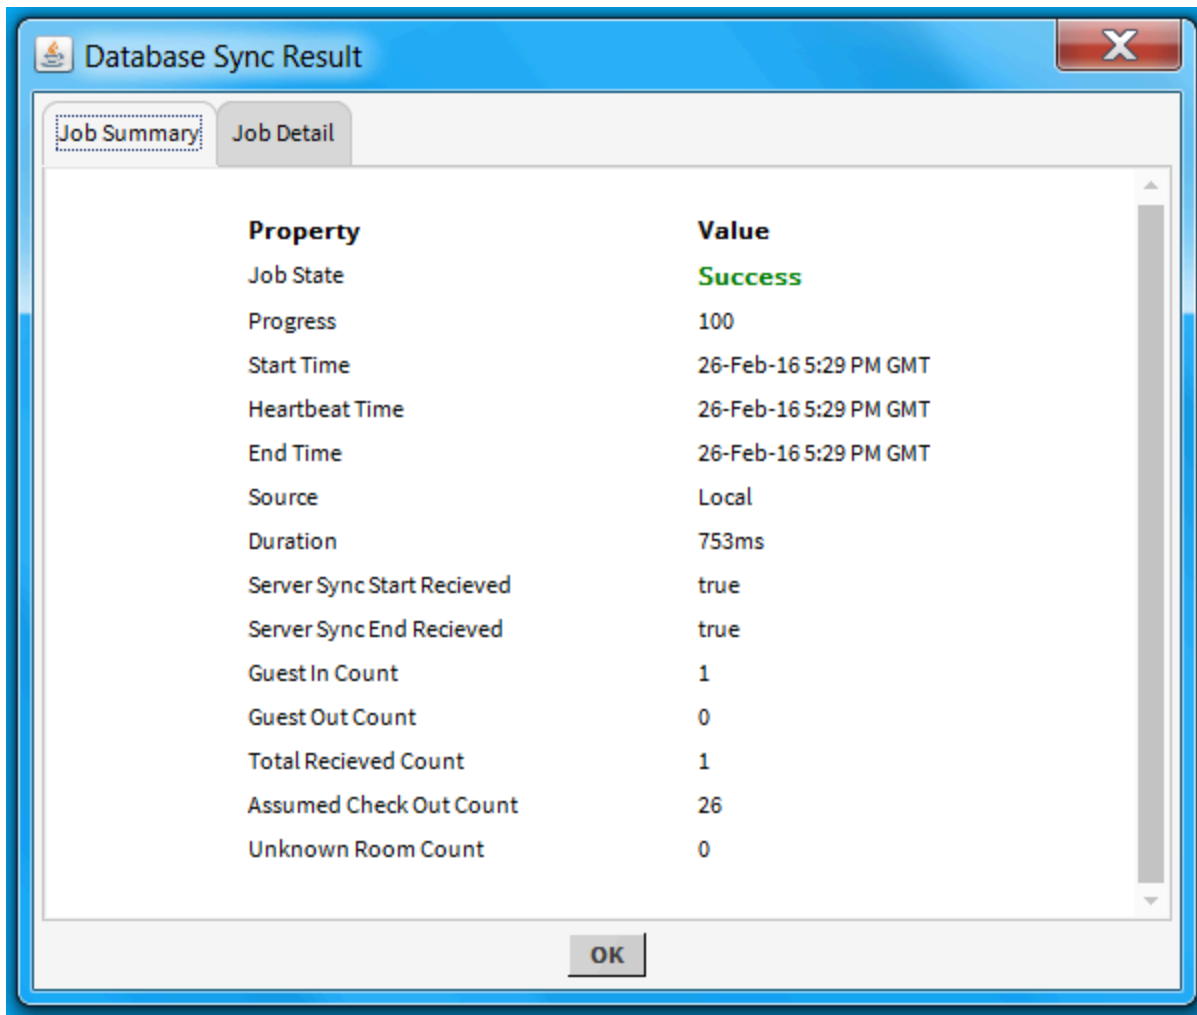 Database Sync Result
X
Job Summary Job Detail
Property Value
Job State Success
Progress 100
Start Time 26-Feb-16 5:29 PM GMT
Heartbeat Time 26-Feb-16 5:29 PM GMT
End Time 26-Feb-16 5:29 PM GMT
Source Local
Duration 753ms
Server Sync Start Recieved true
Server Sync End Recieved true
Guest In Count 1
Guest Out Count 0
Total Recieved Count 1
Assumed Check Out Count 26
Unknown Room Count 0
OK